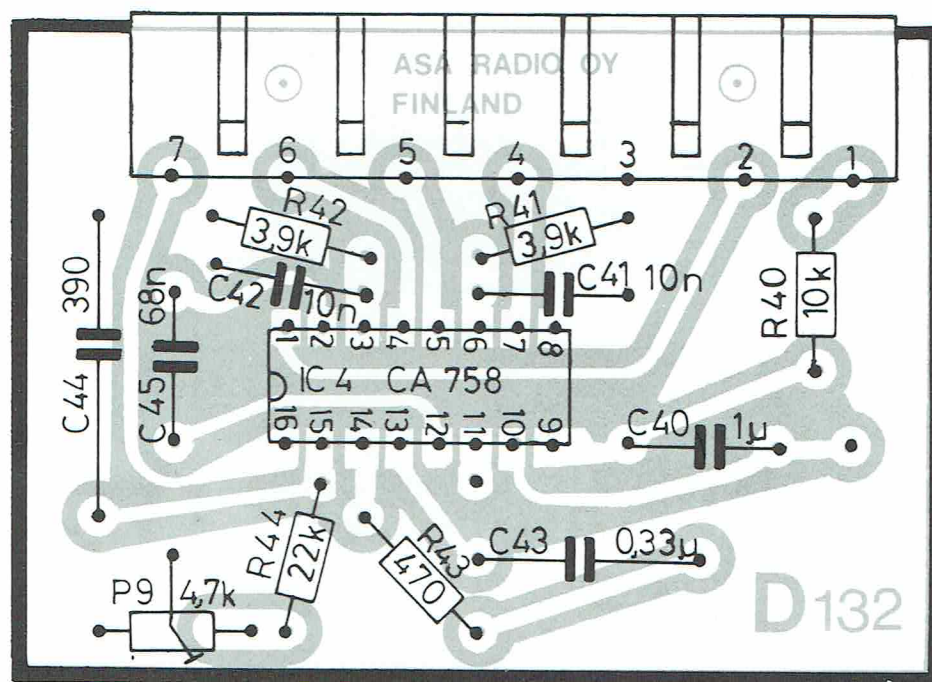 ASA RADIO OY
FINLAND
7 6 5 4 3 2 1
R42
3,9k
R41
3,9k
C42
10n
C41 10n
R40
10k
390
C44
68n
C45
1 2 3 4 5 6 7 8
IC4 CA 758
16 15 14 13 12 11 10 9
C40 1µ
R44
22k
R43
470
C43 0,33µ
P9 4,7k
D132